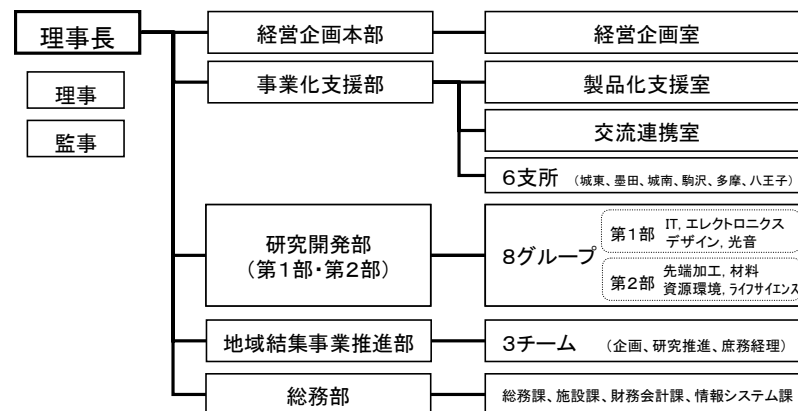 理事長
理事
監事
経営企画本部
経営企画室
事業化支援部
製品化支援室
交流連携室
6支所 (城東、墨田、城南、駒沢、多摩、八王子)
研究開発部
(第1部・第2部)
8グループ
第1部 IT, エレクトロニクス
デザイン, 光音
第2部 先端加工, 材料
資源環境, ライフサイエンス
地域結集事業推進部
3チーム (企画、研究推進、庶務経理)
総務部
総務課、施設課、財務会計課、情報システム課